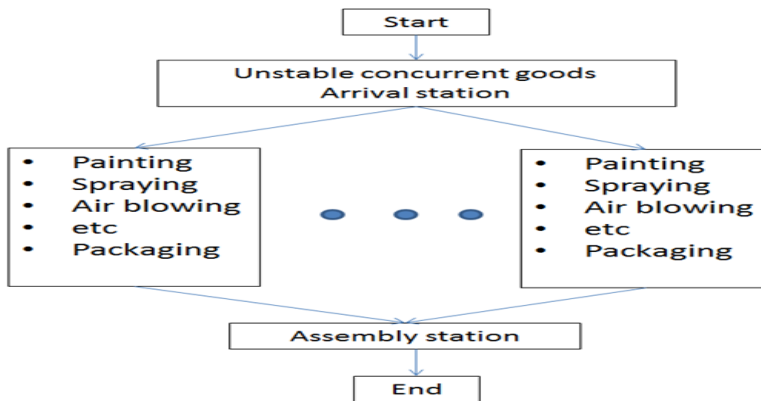 Start
Unstable concurrent goods
Arrival station
• Painting
• Spraying
• Air blowing
• etc
• Packaging
• Painting
• Spraying
• Air blowing
• etc
• Packaging
Assembly station
End